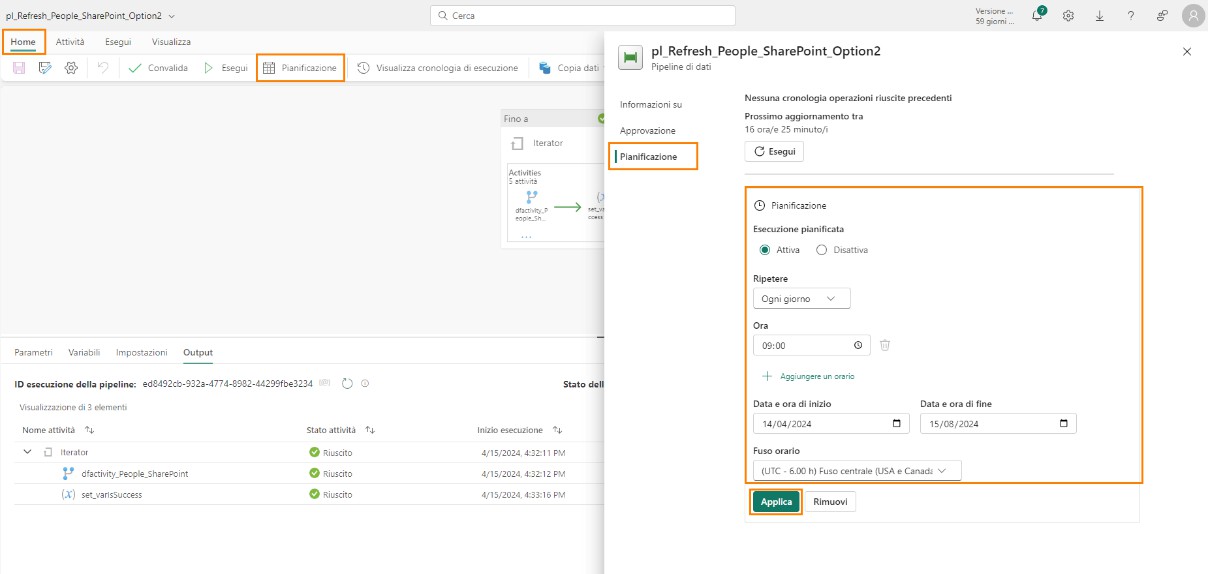 pl_Refresh_People_SharePoint_Option2
Cerca
Versione ...
59 giorni ...
7
Home
Attività
Esegui
Visualizza
Convalida
Esegui
Pianificazione
Visualizza cronologia di esecuzione
Copia dati
Fino a
Iterator
Activities
5 attività
dfactivity_P
eople_Sh...
set_va
ccess
...
Parametri
Variabili
Impostazioni
Output
ID esecuzione della pipeline: ed8492cb-932a-4774-8982-44299fbe3234
Stato dell
Visualizzazione di 3 elementi
Nome attività
Stato attività
Inizio esecuzione
Iterator
Riuscito
4/15/2024, 4:32:11 PM
dfactivity_People_SharePoint
Riuscito
4/15/2024, 4:32:12 PM
(x) set_varisSuccess
Riuscito
4/15/2024, 4:33:16 PM
pl_Refresh_People_SharePoint_Option2
Pipeline di dati
Informazioni su
Approvazione
Pianificazione
Nessuna cronologia operazioni riuscite precedenti
Prossimo aggiornamento tra
16 ora/e 25 minuto/i
Esegui
Pianificazione
Esecuzione pianificata
Attiva
Disattiva
Ripetere
Ogni giorno
Ora
09:00
Aggiungere un orario
Data e ora di inizio
Data e ora di fine
14/04/2024
15/08/2024
Fuso orario
(UTC - 6.00 h) Fuso centrale (USA e Canada
Applica
Rimuovi